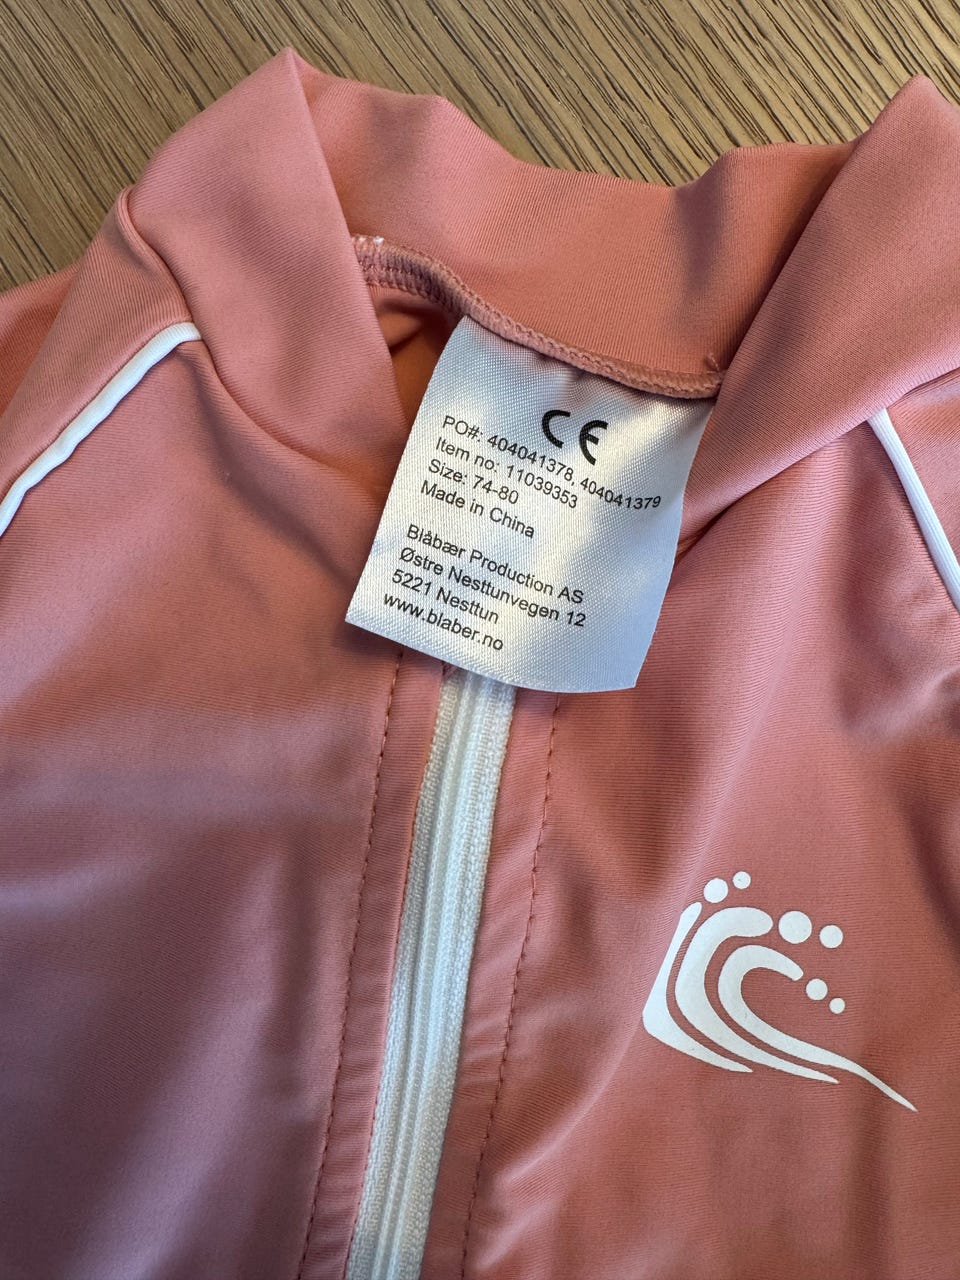 CE
PO#: 404041378, 404041379
Item no: 11039353
Size: 74-80
Made in China
Blåbær Production AS
Østre Nesttunvegen 12
5221 Nesttun
www.blaber.no